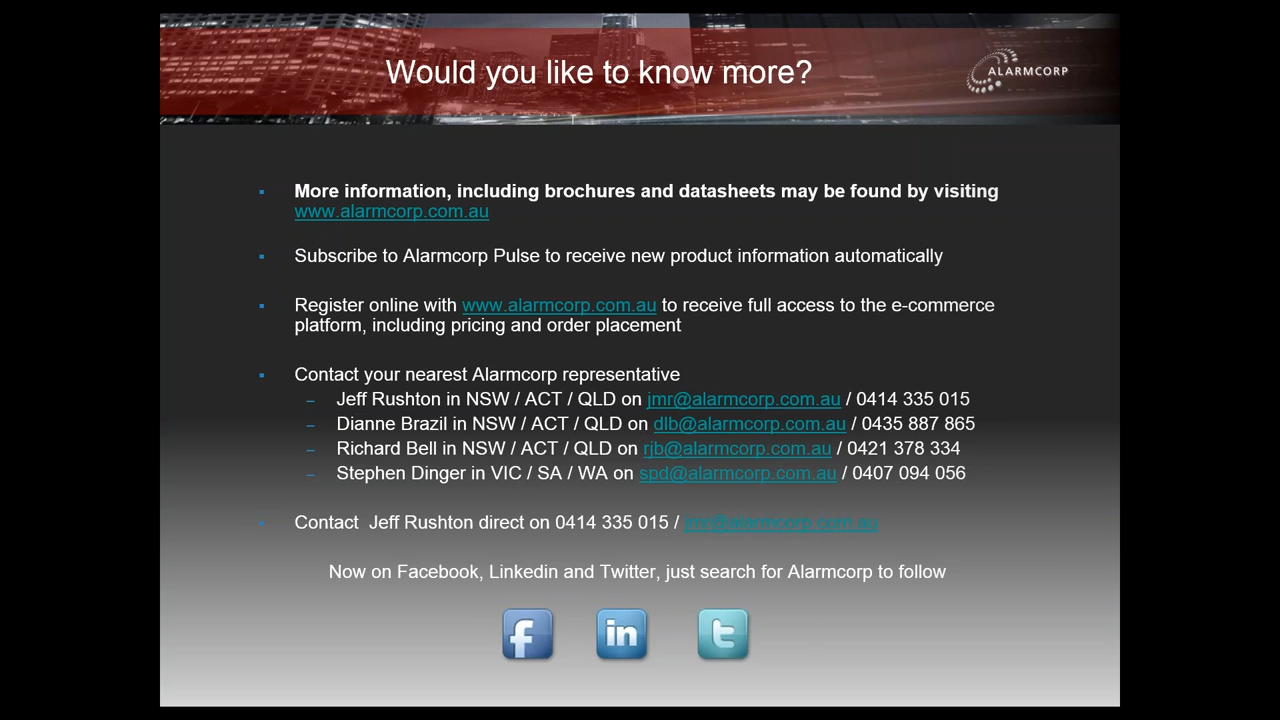 Would you like to know more?
ALARMCORP
▪ More information, including brochures and datasheets may be found by visiting
www.alarmcorp.com.au
▪ Subscribe to Alarmcorp Pulse to receive new product information automatically
▪ Register online with www.alarmcorp.com.au to receive full access to the e-commerce
platform, including pricing and order placement
▪ Contact your nearest Alarmcorp representative
– Jeff Rushton in NSW / ACT / QLD on jmr@alarmcorp.com.au / 0414 335 015
– Dianne Brazil in NSW / ACT / QLD on dlb@alarmcorp.com.au / 0435 887 865
– Richard Bell in NSW / ACT / QLD on rjb@alarmcorp.com.au / 0421 378 334
– Stephen Dinger in VIC / SA / WA on spd@alarmcorp.com.au / 0407 094 056
▪ Contact  Jeff Rushton direct on 0414 335 015 / jmr@alarmcorp.com.au
Now on Facebook, Linkedin and Twitter, just search for Alarmcorp to follow
f in t